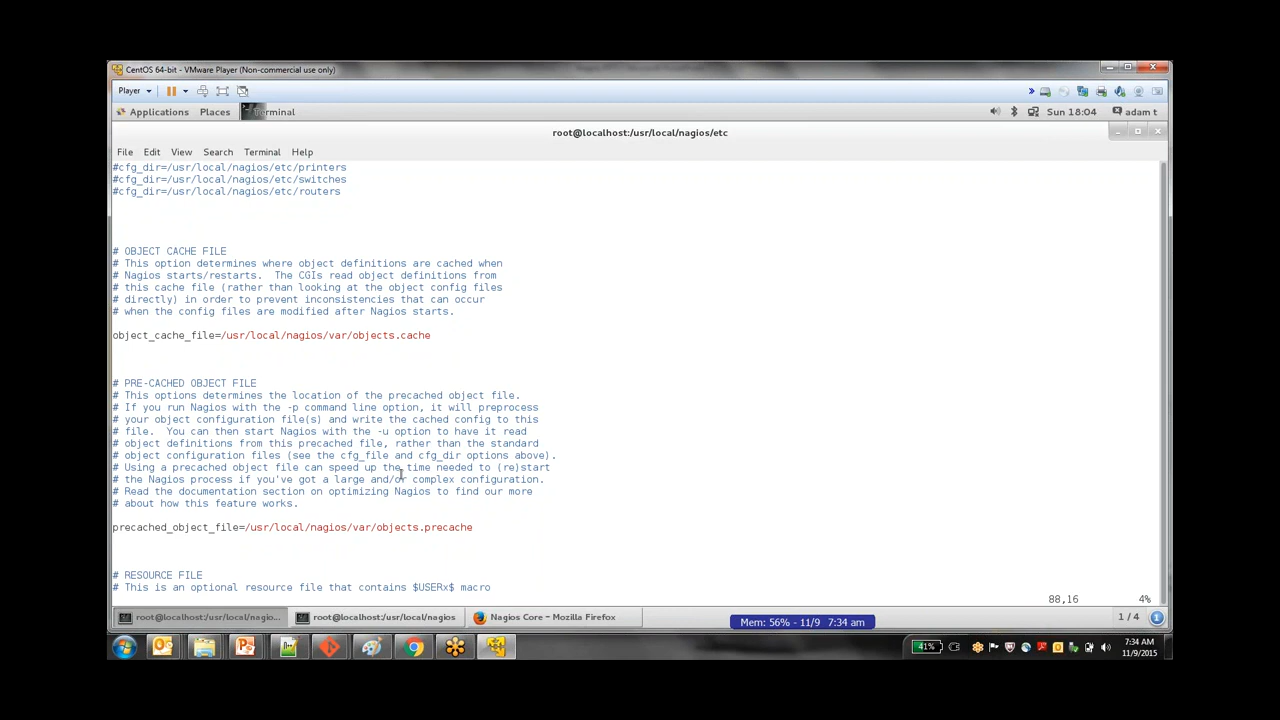 CentOS 64-bit - VMware Player (Non-commercial use only)
Player
Applications Places Terminal Sun 18:04 adam t
root@localhost:/usr/local/nagios/etc
File Edit View Search Terminal Help
#cfg_dir=/usr/local/nagios/etc/printers
#cfg_dir=/usr/local/nagios/etc/switches
#cfg_dir=/usr/local/nagios/etc/routers
# OBJECT CACHE FILE
# This option determines where object definitions are cached when
# Nagios starts/restarts.  The CGIs read object definitions from
# this cache file (rather than looking at the object config files
# directly) in order to prevent inconsistencies that can occur
# when the config files are modified after Nagios starts.
object_cache_file=/usr/local/nagios/var/objects.cache
# PRE-CACHED OBJECT FILE
# This options determines the location of the precached object file.
# If you run Nagios with the -p command line option, it will preprocess
# your object configuration file(s) and write the cached config to this
# file.  You can then start Nagios with the -u option to have it read
# object definitions from this precached file, rather than the standard
# object configuration files (see the cfg_file and cfg_dir options above).
# Using a precached object file can speed up the time needed to (re)start
# the Nagios process if you've got a large and/or complex configuration.
# Read the documentation section on optimizing Nagios to find our more
# about how this feature works.
precached_object_file=/usr/local/nagios/var/objects.precache
# RESOURCE FILE
# This is an optional resource file that contains $USERx$ macro
88,16 4%
root@localhost:/usr/local/nagio... root@localhost:/usr/local/nagios Nagios Core - Mozilla Firefox 1 / 4 1
Mem: 56% - 11/9 7:34 am
41% 7:34 AM
11/9/2015